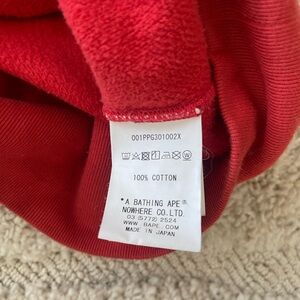 001PPG301002X
100% COTTON
"A BATHING APE"®
NOWHERE CO.LTD.
03 (5772) 2524
WWW. BAPE. COM
MADE IN JAPAN